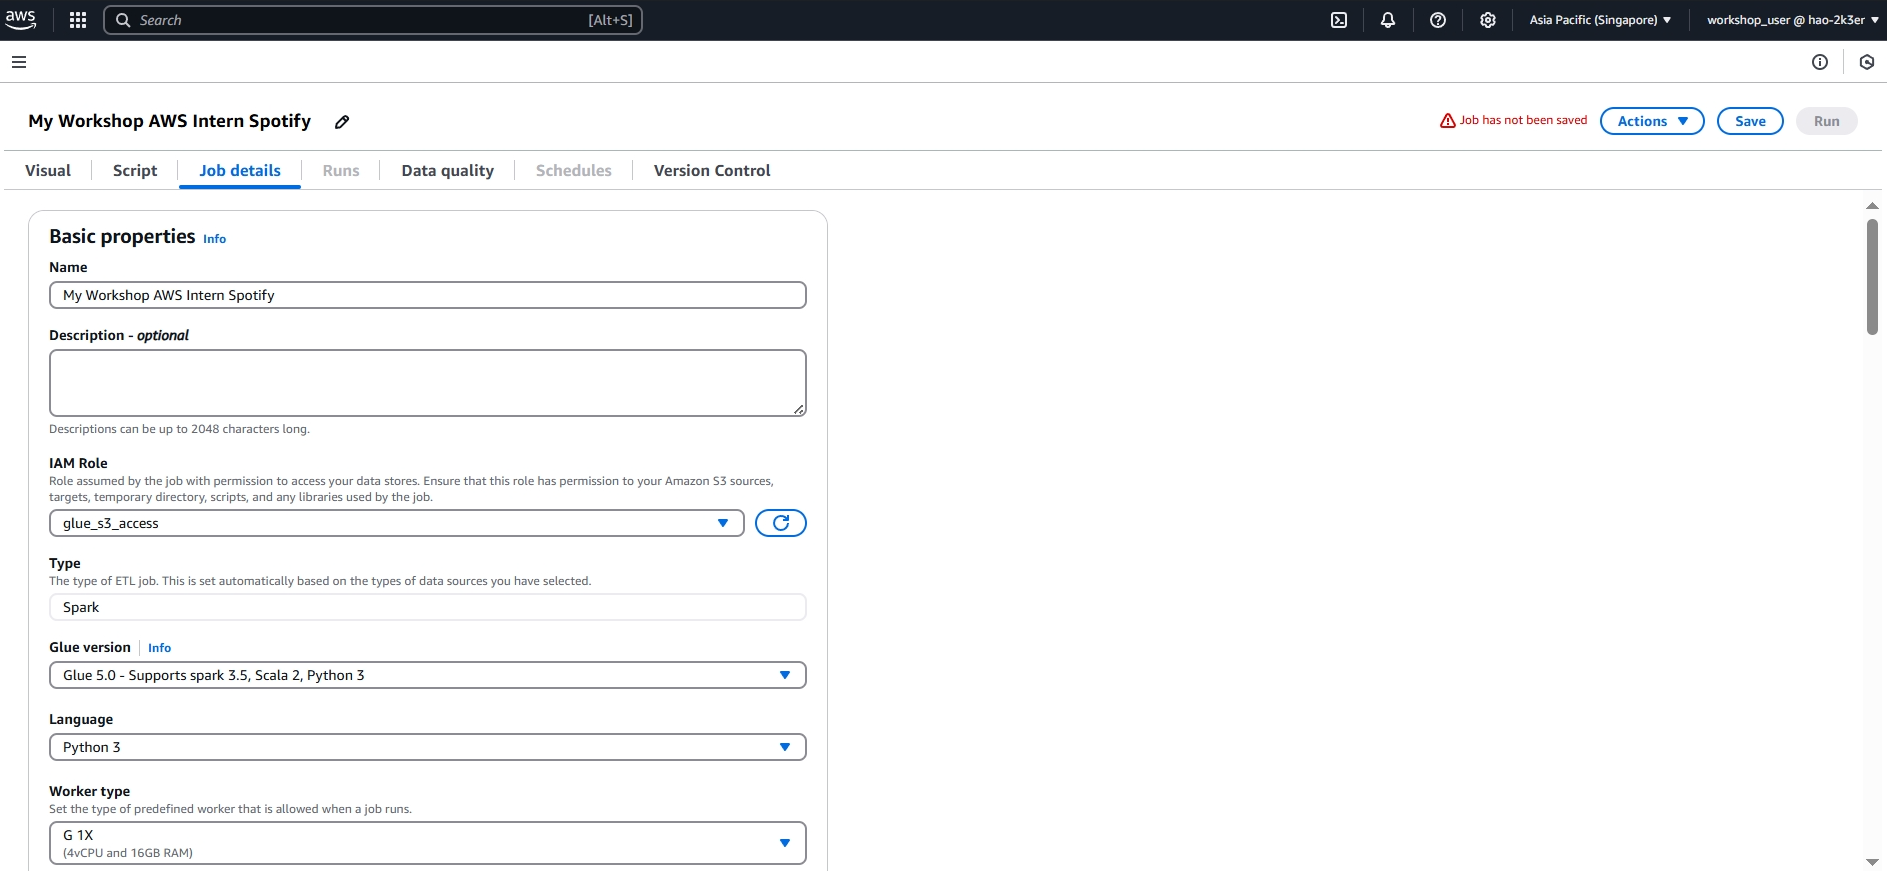 aws
Search [Alt+S]
Asia Pacific (Singapore)
workshop_user @ hao-2k3er
My Workshop AWS Intern Spotify
Job has not been saved
Actions
Save
Run
Visual
Script
Job details
Runs
Data quality
Schedules
Version Control
Basic properties Info
Name
My Workshop AWS Intern Spotify
Description - optional
Descriptions can be up to 2048 characters long.
IAM Role
Role assumed by the job with permission to access your data stores. Ensure that this role has permission to your Amazon S3 sources,
targets, temporary directory, scripts, and any libraries used by the job.
glue_s3_access
Type
The type of ETL job. This is set automatically based on the types of data sources you have selected.
Spark
Glue version Info
Glue 5.0 - Supports spark 3.5, Scala 2, Python 3
Language
Python 3
Worker type
Set the type of predefined worker that is allowed when a job runs.
G 1X
(4vCPU and 16GB RAM)